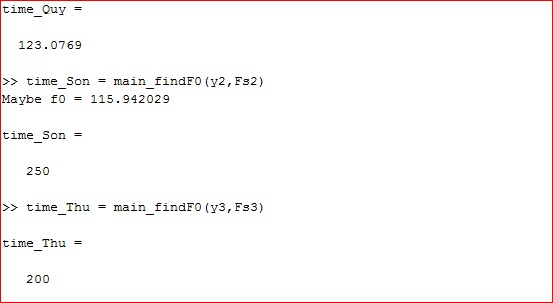 time_Quy =
123.0769
>> time_Son = main_findF0(y2,Fs2)
Maybe f0 = 115.942029
time_Son =
250
>> time_Thu = main_findF0(y3,Fs3)
time_Thu =
200